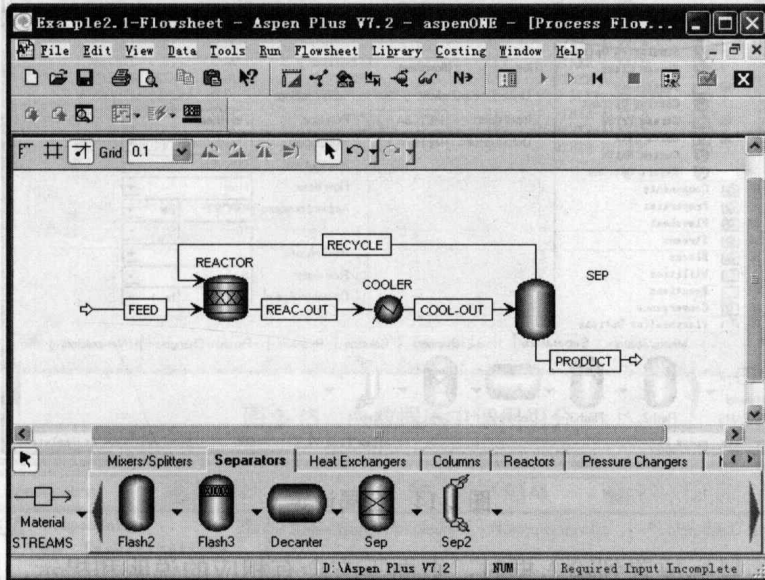 Example2.1-Flowsheet - Aspen Plus V7.2 - aspenONE - [Process Flow...
File Edit View Data Tools Run Flowsheet Library Costing Window Help
N>
Grid 0.1
RECYCLE
REACTOR
SEP
COOLER
FEED
REAC-OUT
COOL-OUT
PRODUCT
Mixers/Splitters Separators Heat Exchangers Columns Reactors Pressure Changers
Material
STREAMS
Flash2 Flash3 Decanter Sep Sep2
D:\Aspen Plus V7.2 NUM Required Input Incomplete